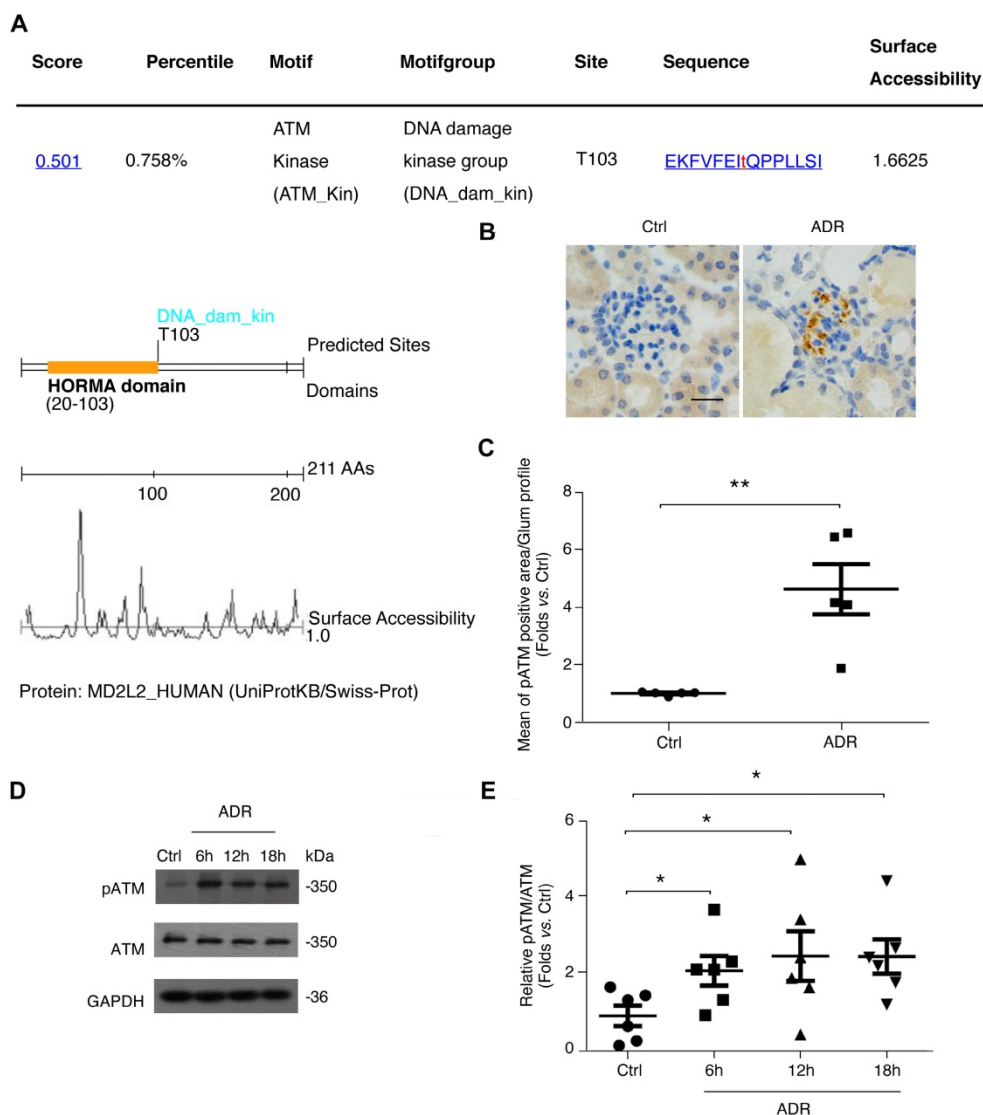 A
Score Percentile Motif Motifgroup Site Sequence Surface Accessibility
0.501 0.758% ATM Kinase (ATM_Kin) DNA damage kinase group (DNA_dam_kin) T103 EKFVFEItQPPLLSI 1.6625
DNA_dam_kin
T103
Predicted Sites
HORMA domain
Domains
(20-103)
211 AAs
100 200
Surface Accessibility
1.0
Protein: MD2L2_HUMAN (UniProtKB/Swiss-Prot)
B
Ctrl ADR
C
Mean of pATM positive area/Glum profile
(Folds vs. Ctrl)
8
6
4
2
0
**
Ctrl ADR
D
ADR
Ctrl 6h 12h 18h kDa
pATM -350
ATM -350
GAPDH -36
E
Relative pATM/ATM
(Folds vs. Ctrl)
6
4
2
0
*
*
*
Ctrl 6h 12h 18h
ADR